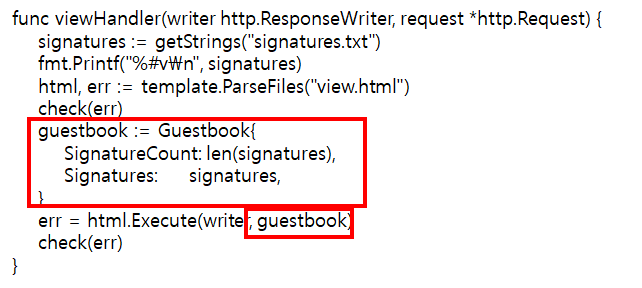 func viewHandler(writer http.ResponseWriter, request *http.Request) {
signatures := getStrings("signatures.txt")
fmt.Printf("%#v₩n", signatures)
html, err := template.ParseFiles("view.html")
check(err)
guestbook := Guestbook{
SignatureCount: len(signatures),
Signatures: signatures,
}
err = html.Execute(writer, guestbook)
check(err)
}